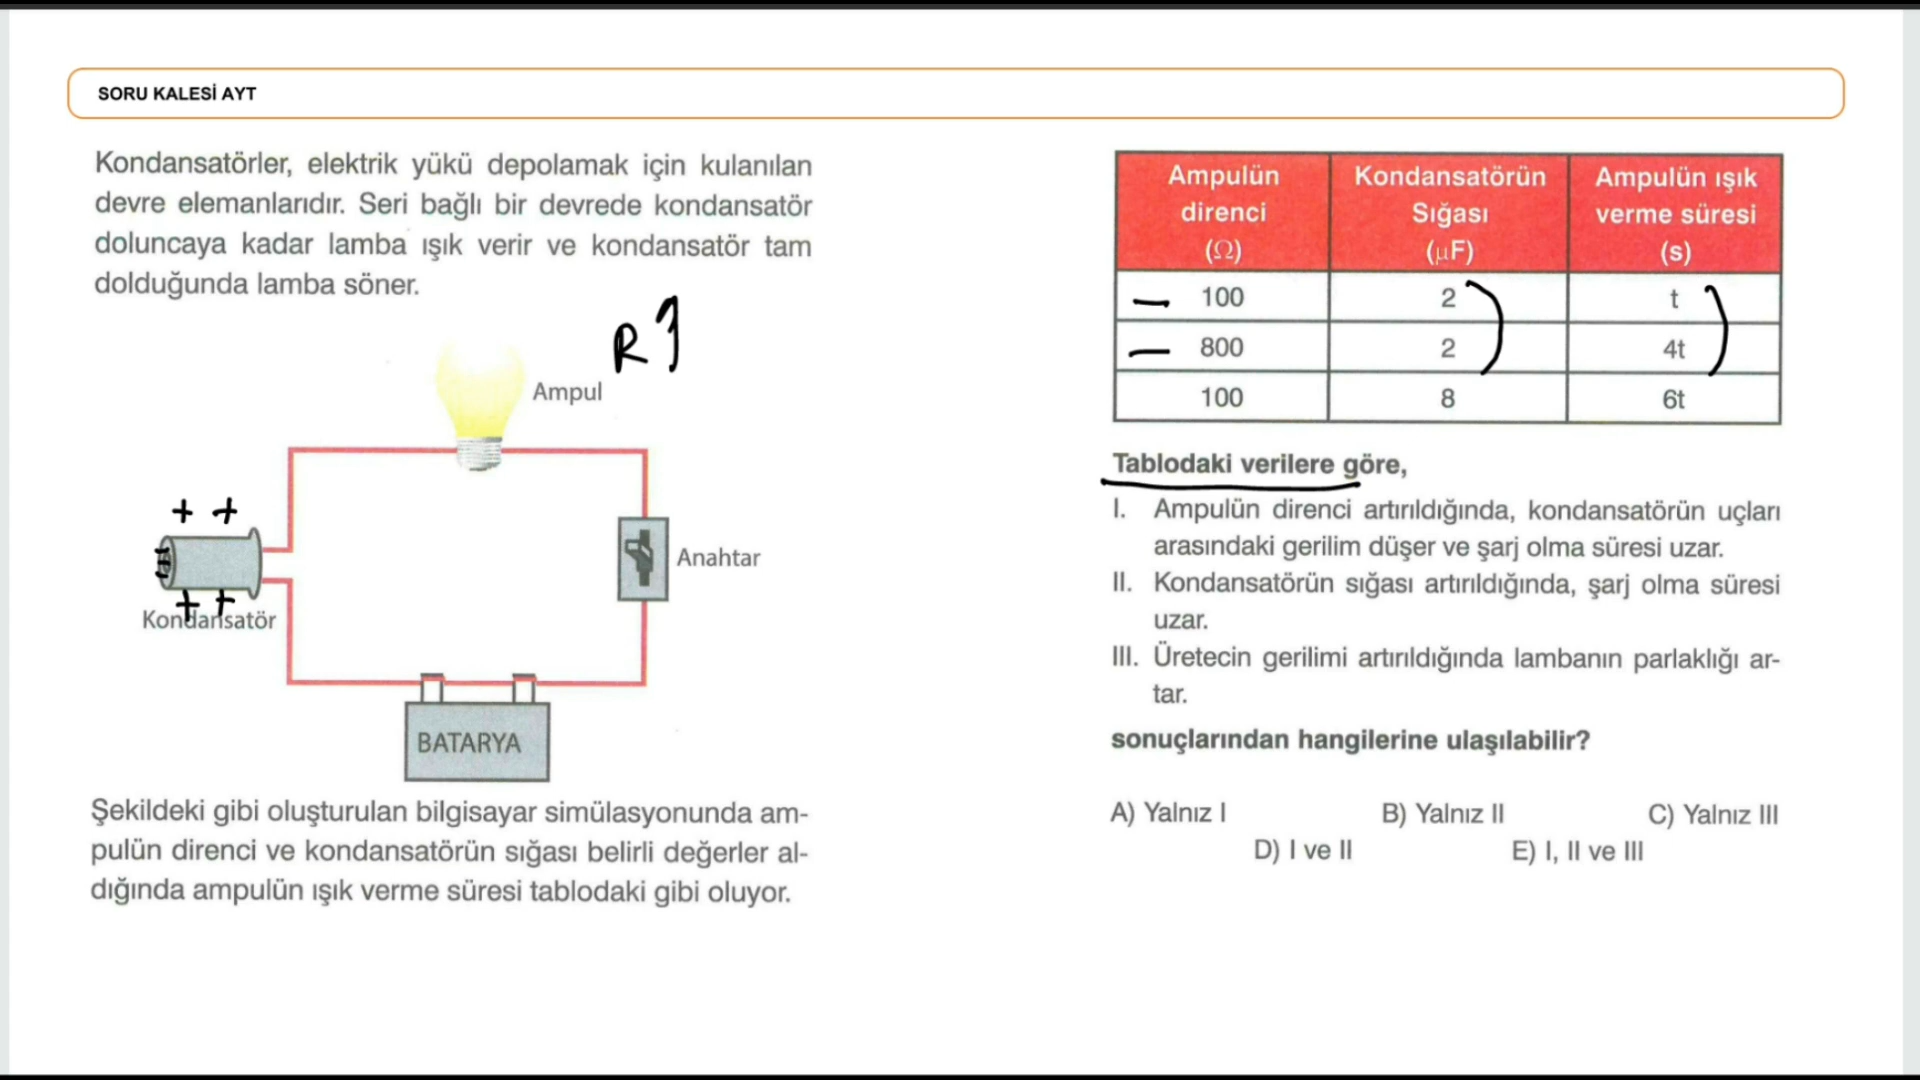 SORU KALESİ AYT
Kondansatörler, elektrik yükü depolamak için kulanılan
devre elemanlarıdır. Seri bağlı bir devrede kondansatör
doluncaya kadar lamba ışık verir ve kondansatör tam
dolduğunda lamba söner.
R↑
Ampul
Anahtar
+ +
+ +
Kondansatör
BATARYA
Şekildeki gibi oluşturulan bilgisayar simülasyonunda am-
pulün direnci ve kondansatörün sığası belirli değerler al-
dığında ampulün ışık verme süresi tablodaki gibi oluyor.
Ampulün direnci (Ω) Kondansatörün Sığası (μF) Ampulün ışık verme süresi (s)
100 2 t
800 2 4t
100 8 6t
Tablodaki verilere göre,
I. Ampulün direnci artırıldığında, kondansatörün uçları
arasındaki gerilim düşer ve şarj olma süresi uzar.
II. Kondansatörün sığası artırıldığında, şarj olma süresi
uzar.
III. Üretecin gerilimi artırıldığında lambanın parlaklığı ar-
tar.
sonuçlarından hangilerine ulaşılabilir?
A) Yalnız I B) Yalnız II C) Yalnız III
D) I ve II E) I, II ve III